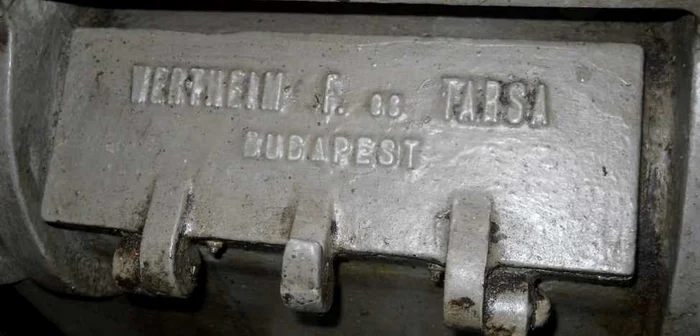 WERTHEIM F. ÉS TÁRSA
BUDAPEST